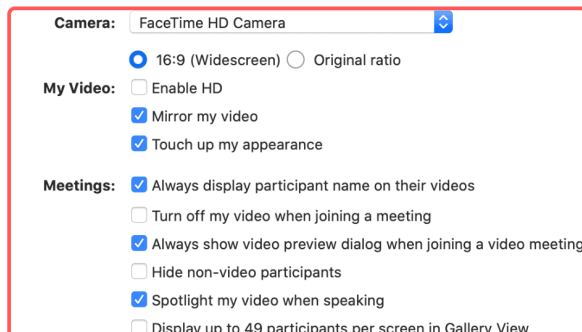 Camera: FaceTime HD Camera
16:9 (Widescreen) Original ratio
My Video: Enable HD
Mirror my video
Touch up my appearance
Meetings: Always display participant name on their videos
Turn off my video when joining a meeting
Always show video preview dialog when joining a video meeting
Hide non-video participants
Spotlight my video when speaking
Display up to 49 participants per screen in Gallery View